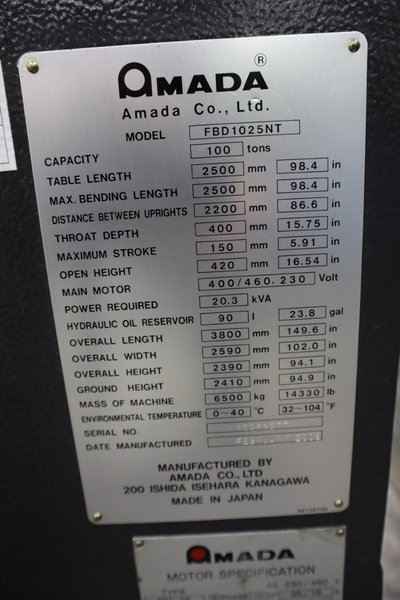 AMADA ®
Amada Co., Ltd.
MODEL FBD1025NT
CAPACITY 100 tons
TABLE LENGTH 2500 mm 98.4 in
MAX. BENDING LENGTH 2500 mm 98.4 in
DISTANCE BETWEEN UPRIGHTS 2200 mm 86.6 in
THROAT DEPTH 400 mm 15.75 in
MAXIMUM STROKE 150 mm 5.91 in
OPEN HEIGHT 420 mm 16.54 in
MAIN MOTOR 400/460, 230 Volt
POWER REQUIRED 20.3 kVA
HYDRAULIC OIL RESERVOIR 90 l 23.8 gal
OVERALL LENGTH 3800 mm 149.6 in
OVERALL WIDTH 2590 mm 102.0 in
OVERALL HEIGHT 2390 mm 94.1 in
GROUND HEIGHT 2410 mm 94.9 in
MASS OF MACHINE 6500 kg 14330 lb
ENVIRONMENTAL TEMPERATURE 0~40 °C 32~104 °F
SERIAL NO.
DATE MANUFACTURED FEBRUARY
MANUFACTURED BY
AMADA CO., LTD
200 ISHIDA ISEHARA KANAGAWA
MADE IN JAPAN
AMADA
MOTOR SPECIFICATION
TYPE AC 230/460 V